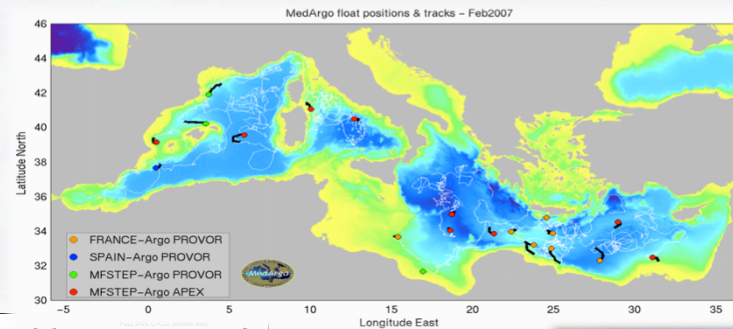 MedArgo float positions & tracks – Feb2007
46
44
42
40
38
36
34
32
30
Latitude North
FRANCE–Argo PROVOR
SPAIN–Argo PROVOR
MFSTEP–Argo PROVOR
MFSTEP–Argo APEX
MedArgo
−5 0 5 10 15 20 25 30 35
Longitude East